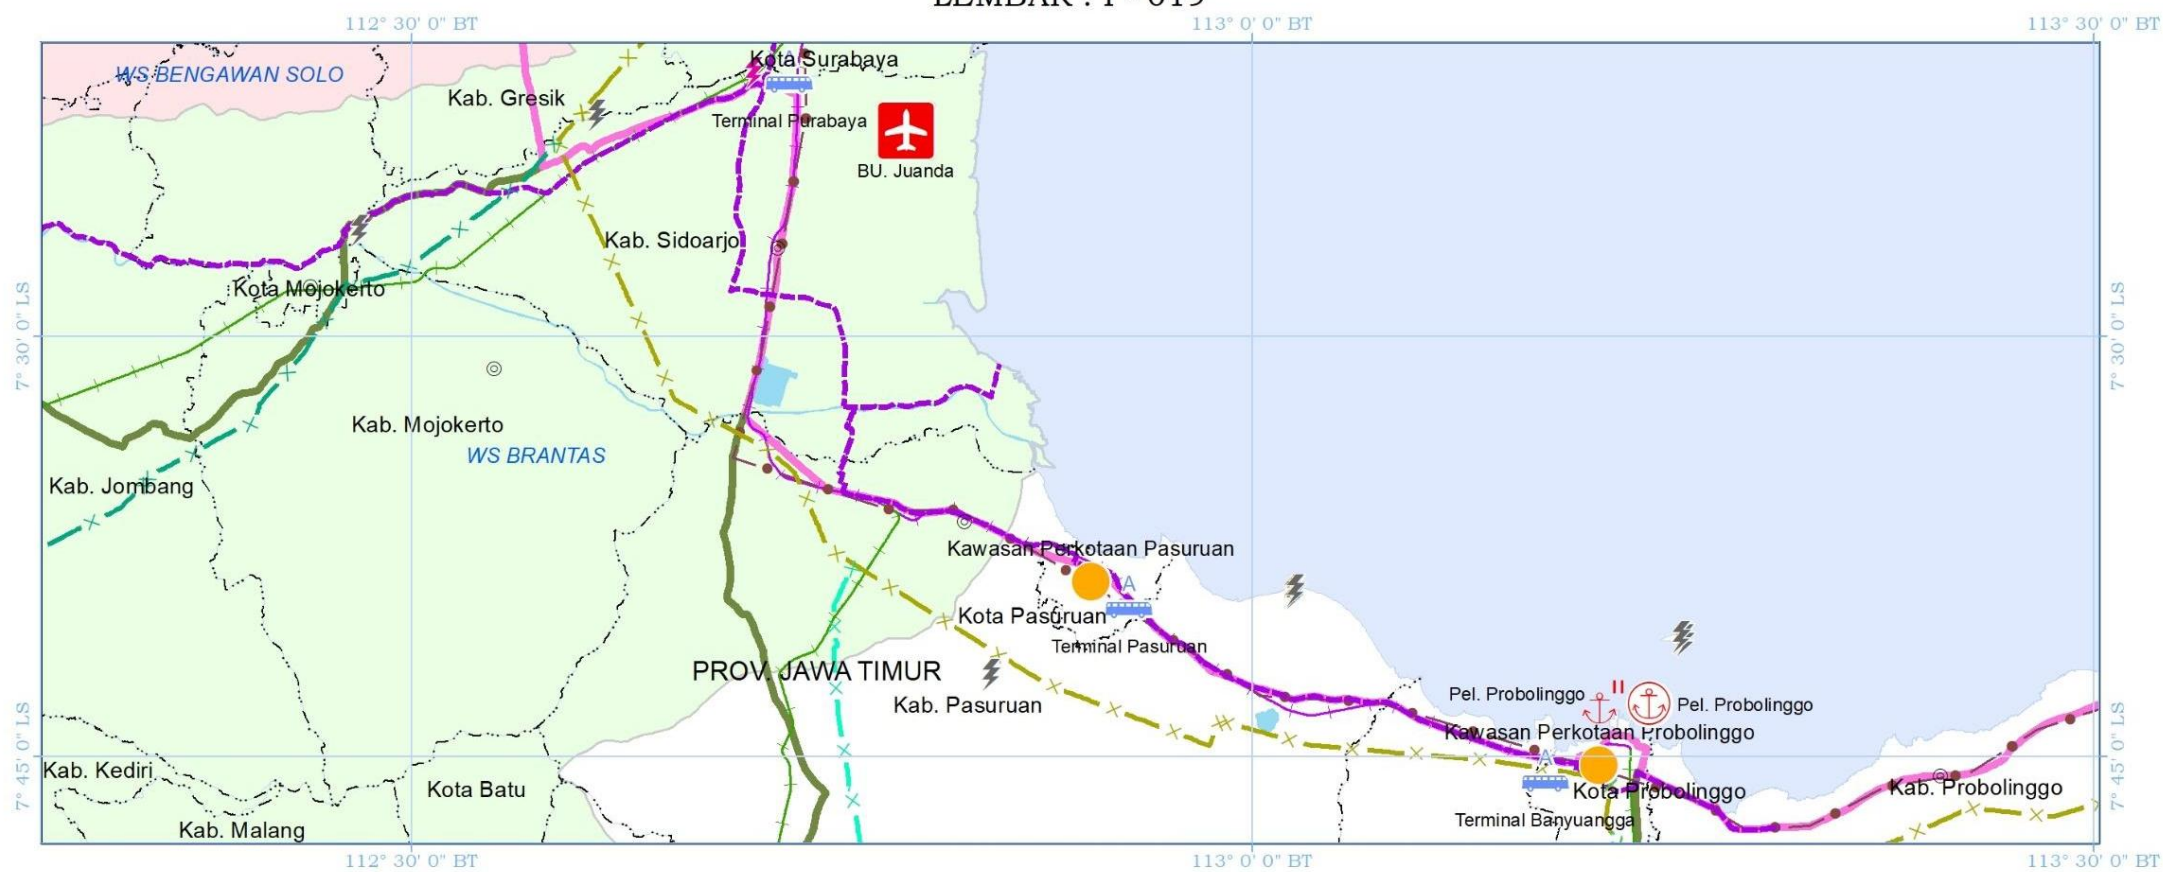 LEMBAR : I - 019
112° 30' 0" BT
113° 0' 0" BT
113° 30' 0" BT
WS BENGAWAN SOLO
Kota Surabaya
A
Kab. Gresik
Terminal Purabaya
BU. Juanda
Kab. Sidoarjo
Kota Mojokerto
7° 30' 0" LS
7° 30' 0" LS
Kab. Mojokerto
WS BRANTAS
Kab. Jombang
Kawasan Perkotaan Pasuruan
A
Kota Pasuruan
Terminal Pasuruan
PROV. JAWA TIMUR
Kab. Pasuruan
Pel. Probolinggo
II
Pel. Probolinggo
Kawasan Perkotaan Probolinggo
A
7° 45' 0" LS
7° 45' 0" LS
Kab. Kediri
Kota Batu
Kota Probolinggo
Kab. Probolinggo
Terminal Banyuangga
Kab. Malang
112° 30' 0" BT
113° 0' 0" BT
113° 30' 0" BT